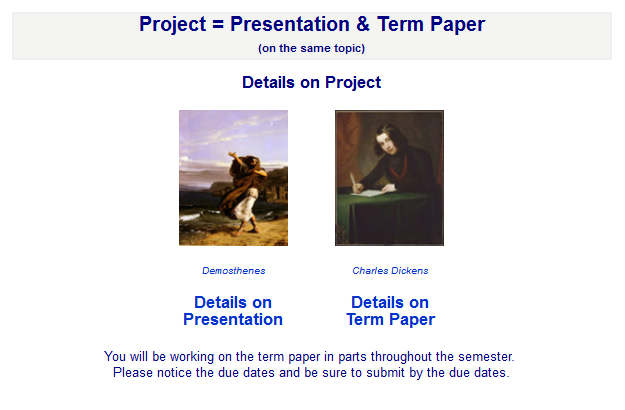 Project = Presentation & Term Paper
(on the same topic)
Details on Project
Demosthenes
Charles Dickens
Details on
Presentation
Details on
Term Paper
You will be working on the term paper in parts throughout the semester.
Please notice the due dates and be sure to submit by the due dates.